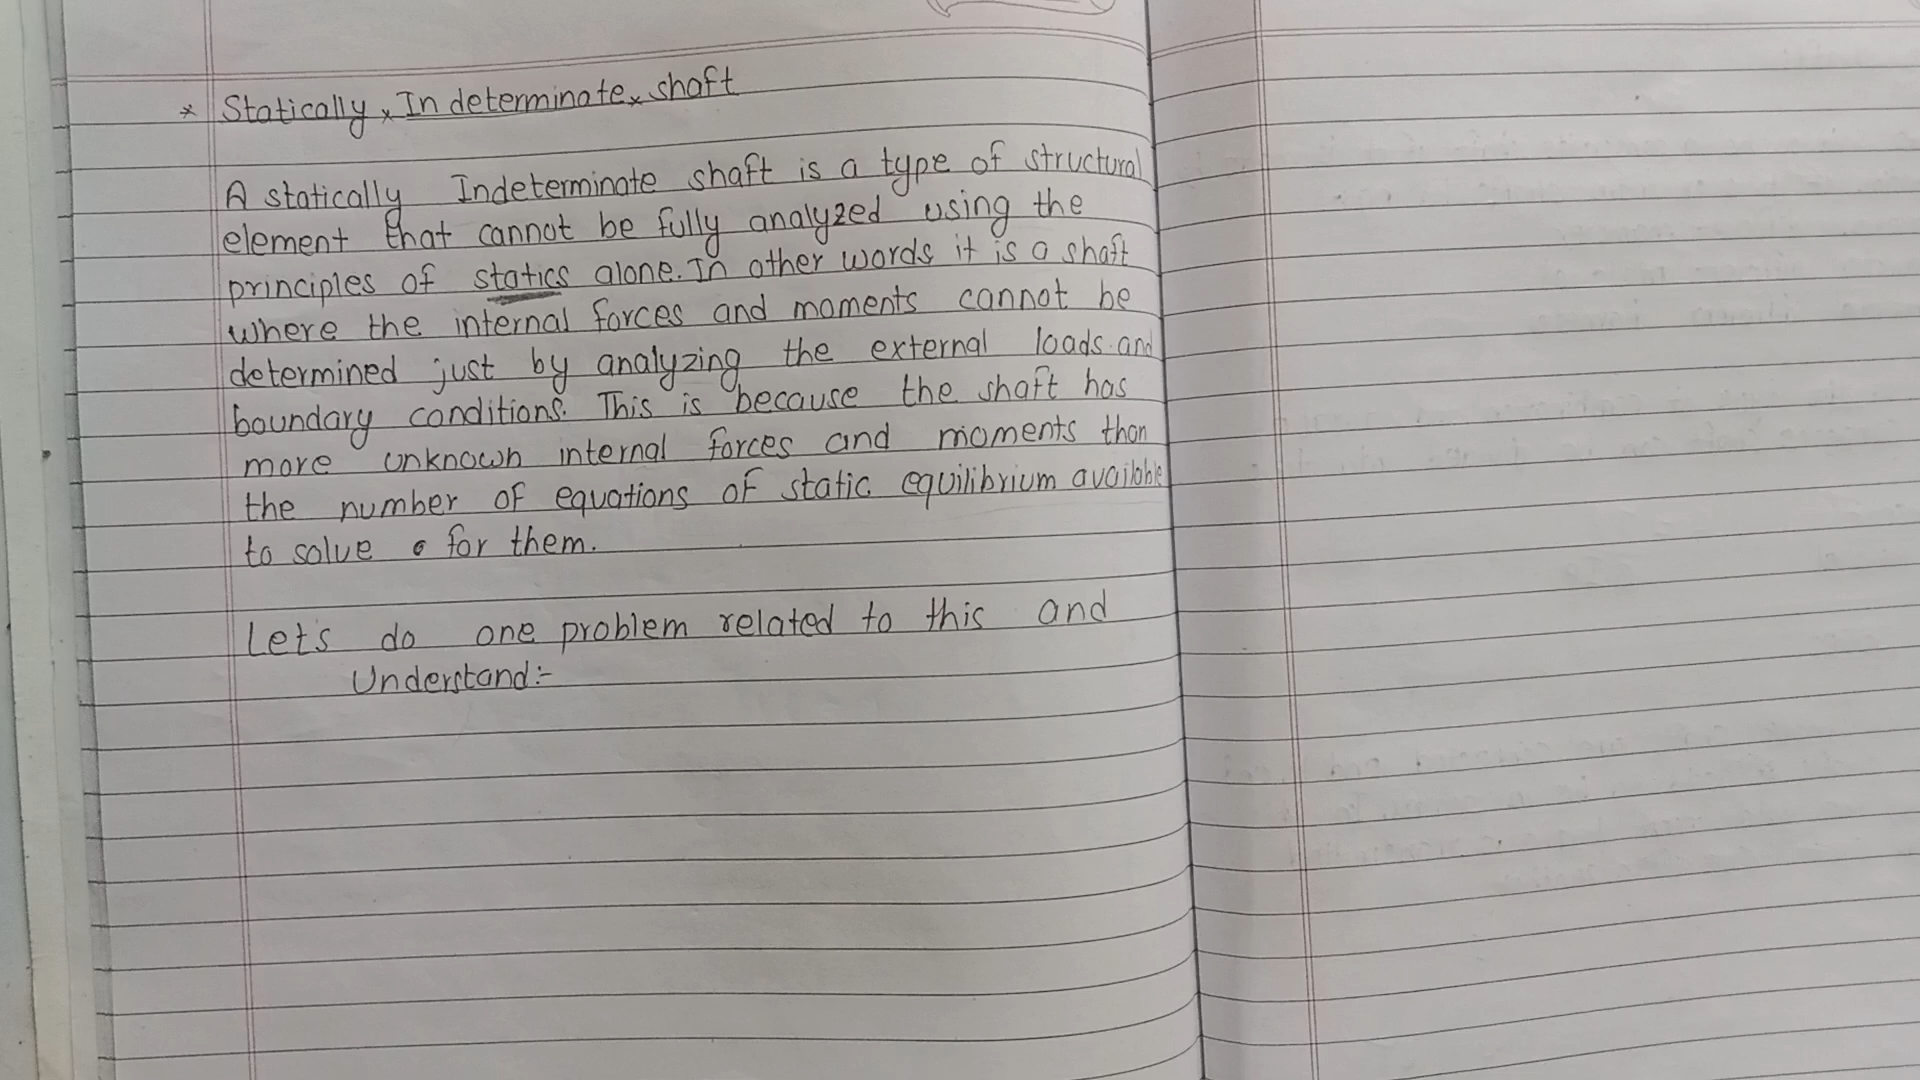 * Statically × Indeterminate × shaft
A statically Indeterminate shaft is a type of structural
element that cannot be fully analyzed using the
principles of statics alone. In other words it is a shaft
where the internal forces and moments cannot be
determined just by analyzing the external loads and
boundary conditions. This is because the shaft has
more unknown internal forces and moments than
the number of equations of static equilibrium available
to solve for them.
Let's do one problem related to this and
Understand:-